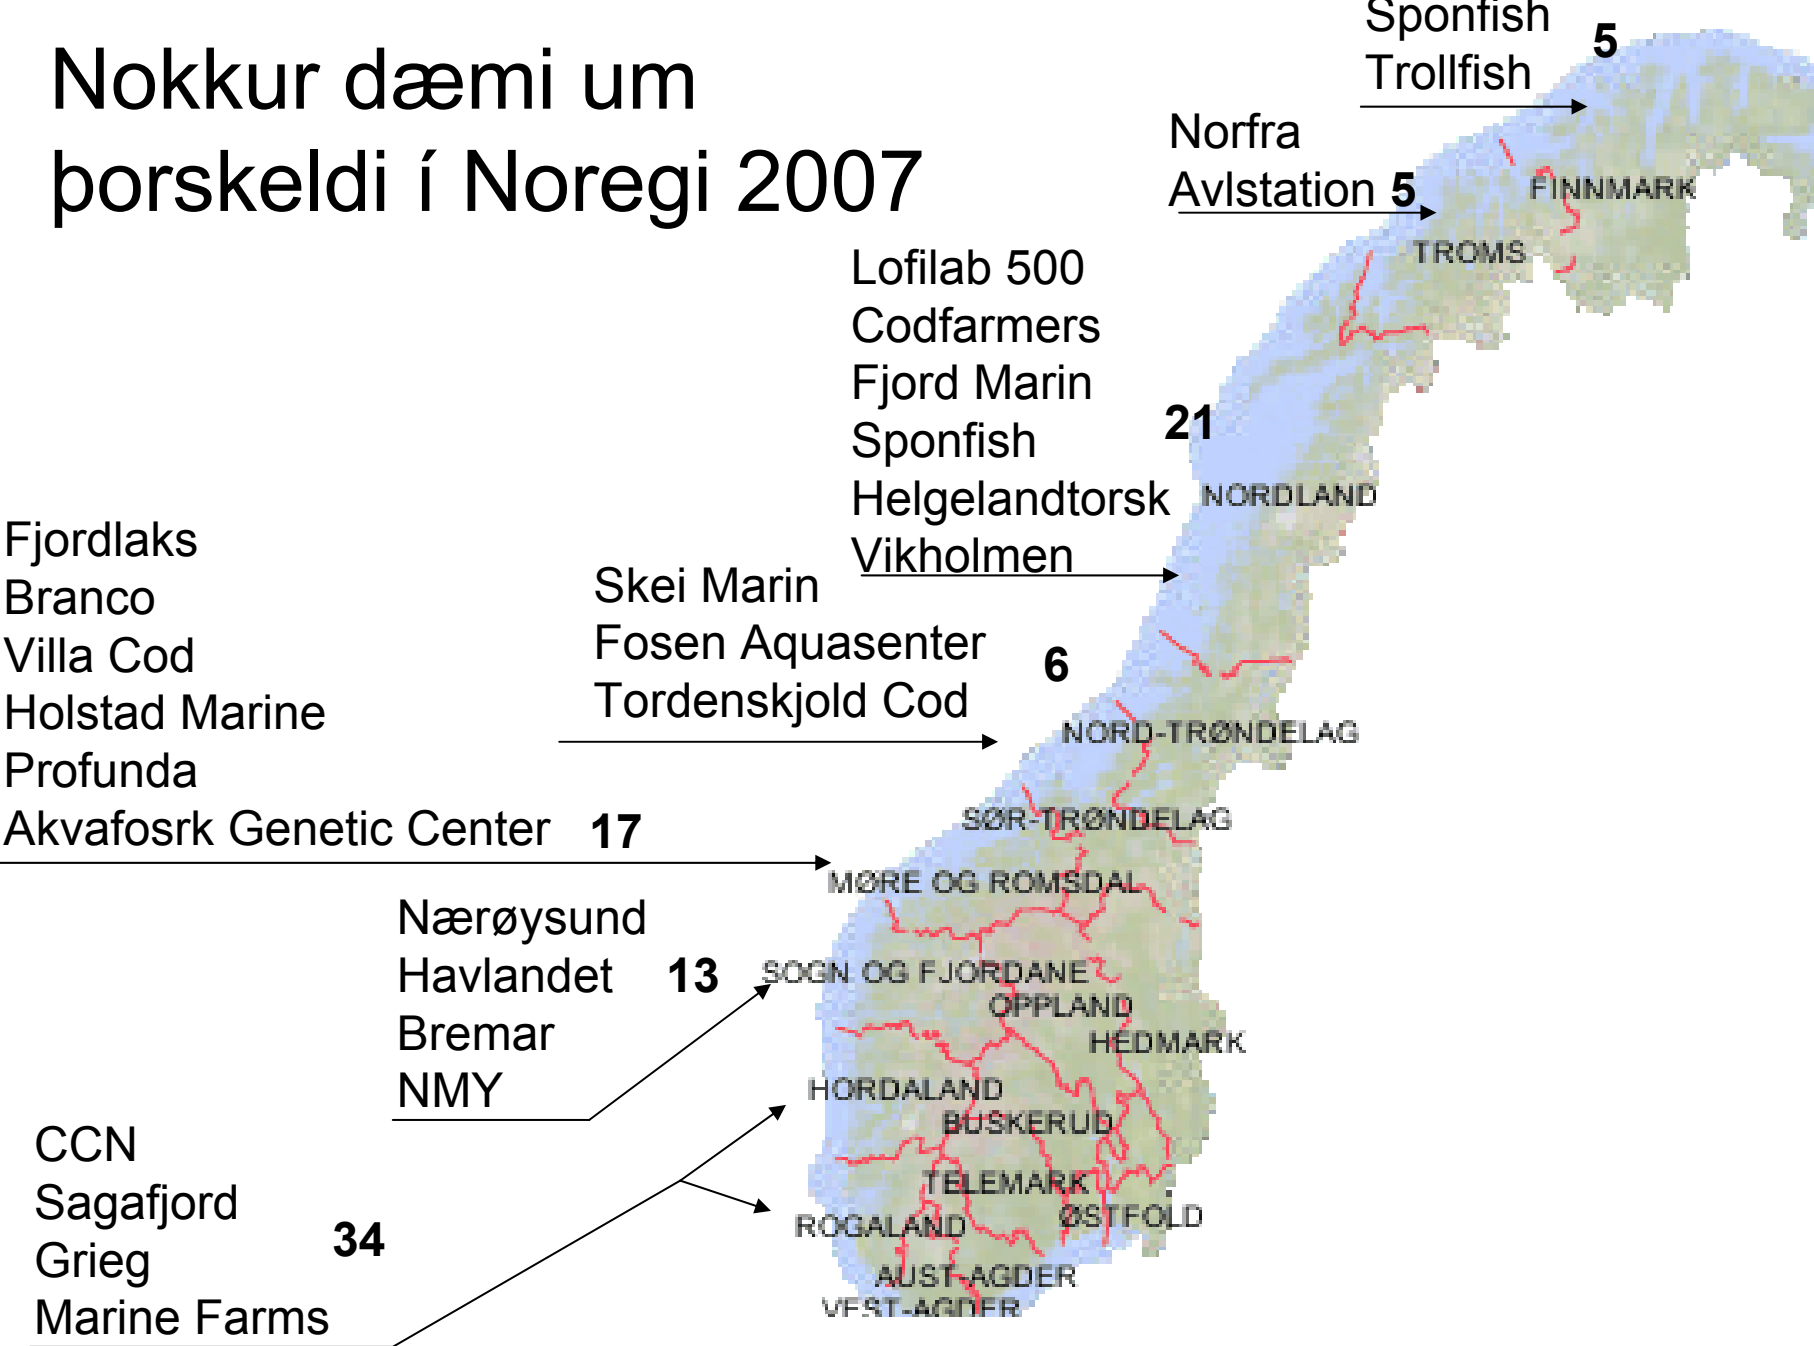 Nokkur dæmi um
þorskeldi í Noregi 2007
Sponfish
Trollfish
5
Norfra
Avlstation 5
Lofilab 500
Codfarmers
Fjord Marin
Sponfish
Helgelandtorsk
Vikholmen
21
Skei Marin
Fosen Aquasenter
Tordenskjold Cod
6
Fjordlaks
Branco
Villa Cod
Holstad Marine
Profunda
Akvafosrk Genetic Center 17
Nærøysund
Havlandet 13
Bremar
NMY
CCN
Sagafjord
Grieg
Marine Farms
34
FINNMARK
TROMS
NORDLAND
NORD-TRØNDELAG
SØR-TRØNDELAG
MØRE OG ROMSDAL
SOGN OG FJORDANE
OPPLAND
HEDMARK
HORDALAND
BUSKERUD
TELEMARK
ØSTFOLD
ROGALAND
AUST-AGDER
VEST-AGDER